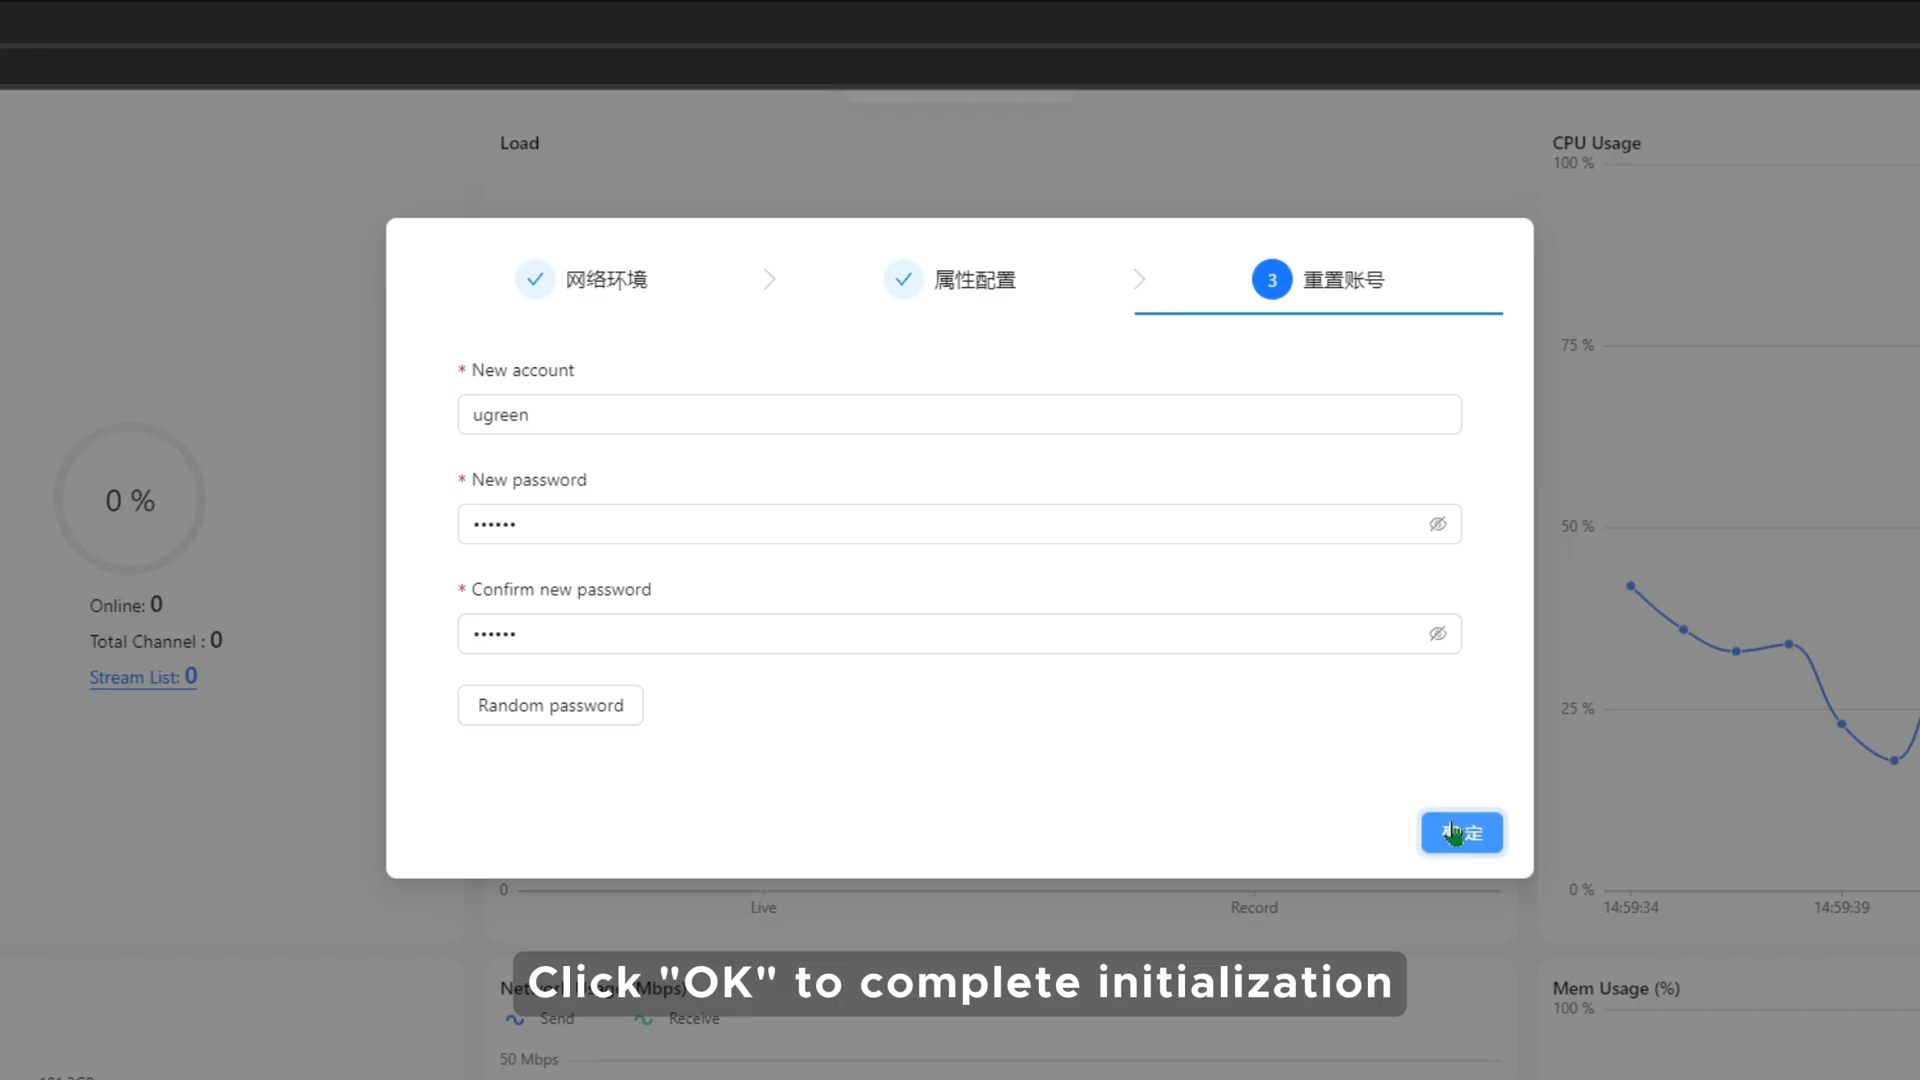 Load
CPU Usage
100 %
网络环境
属性配置
3 重置账号
* New account
ugreen
75 %
* New password
••••••
0 %
50 %
* Confirm new password
Online: 0
••••••
Total Channel : 0
Stream List: 0
Random password
25 %
定
0
0 %
Live
Record
14:59:34
14:59:39
Click "OK" to complete initialization
Mbps)
Mem Usage (%)
100 %
Send
Receive
50 Mbps